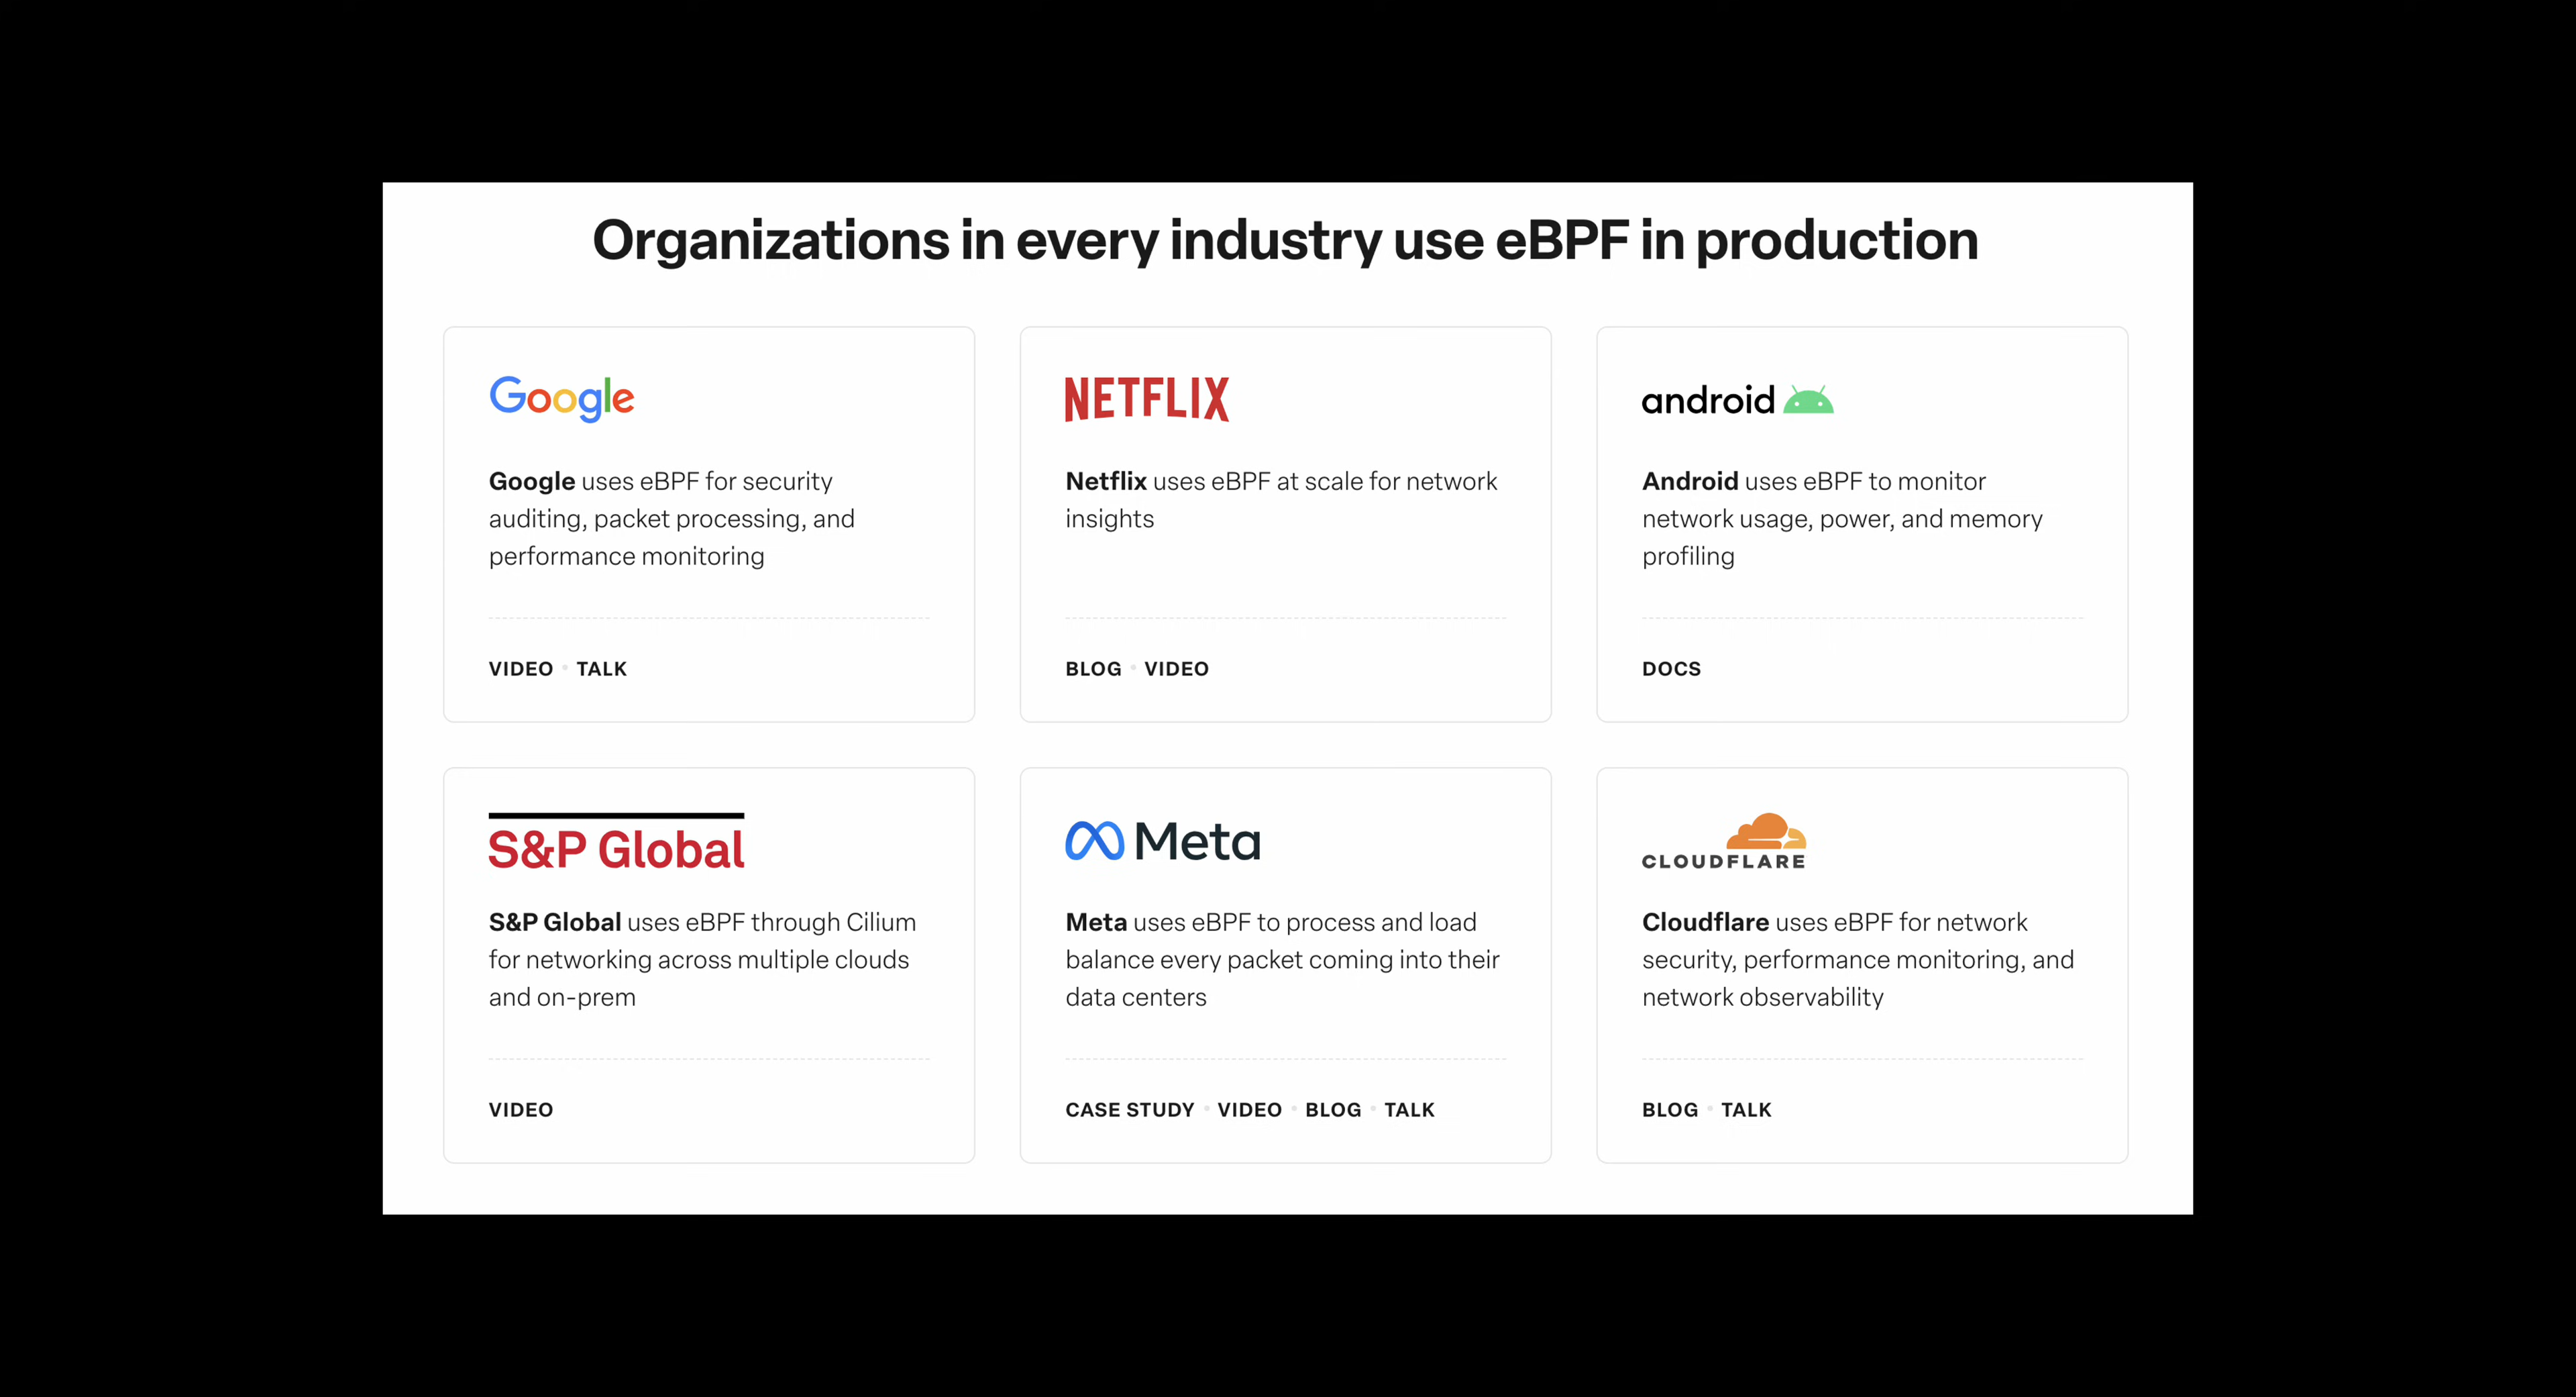 Organizations in every industry use eBPF in production
Google
Google uses eBPF for security
auditing, packet processing, and
performance monitoring
VIDEO • TALK
NETFLIX
Netflix uses eBPF at scale for network
insights
BLOG • VIDEO
android
Android uses eBPF to monitor
network usage, power, and memory
profiling
DOCS
S&P Global
S&P Global uses eBPF through Cilium
for networking across multiple clouds
and on-prem
VIDEO
Meta
Meta uses eBPF to process and load
balance every packet coming into their
data centers
CASE STUDY • VIDEO • BLOG • TALK
CLOUDFLARE
Cloudflare uses eBPF for network
security, performance monitoring, and
network observability
BLOG • TALK